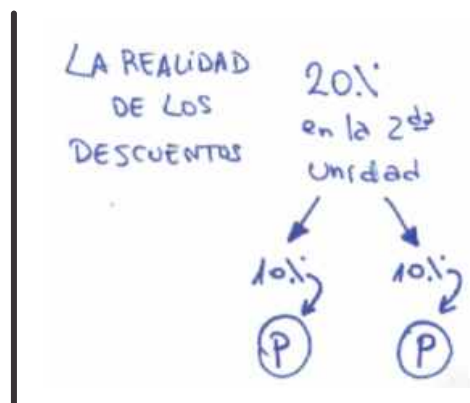 LA REALIDAD
DE LOS
DESCUENTOS
20%
en la 2da
unidad
10% 10%
P P